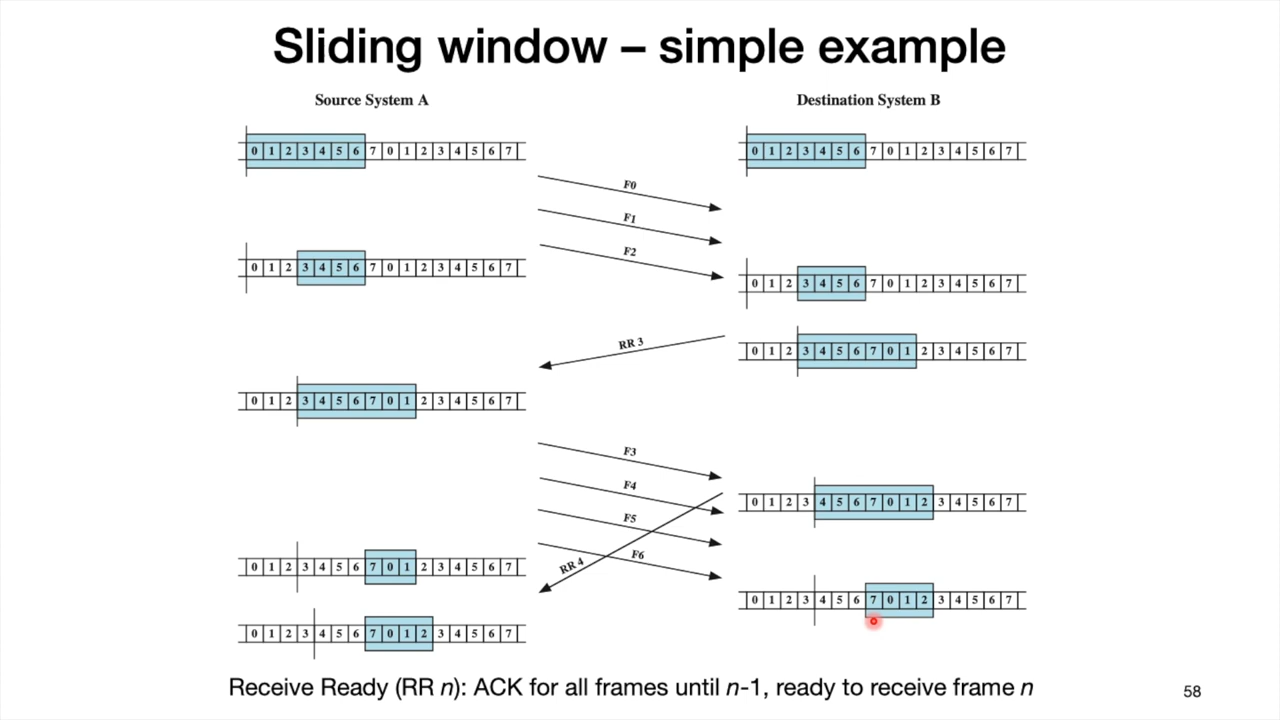 Sliding window – simple example
Source System A
Destination System B
0 1 2 3 4 5 6 7 0 1 2 3 4 5 6 7
0 1 2 3 4 5 6 7 0 1 2 3 4 5 6 7
F0
F1
F2
0 1 2 3 4 5 6 7 0 1 2 3 4 5 6 7
0 1 2 3 4 5 6 7 0 1 2 3 4 5 6 7
RR 3
0 1 2 3 4 5 6 7 0 1 2 3 4 5 6 7
0 1 2 3 4 5 6 7 0 1 2 3 4 5 6 7
F3
F4
0 1 2 3 4 5 6 7 0 1 2 3 4 5 6 7
F5
F6
RR 4
0 1 2 3 4 5 6 7 0 1 2 3 4 5 6 7
0 1 2 3 4 5 6 7 0 1 2 3 4 5 6 7
0 1 2 3 4 5 6 7 0 1 2 3 4 5 6 7
Receive Ready (RR n): ACK for all frames until n-1, ready to receive frame n
58